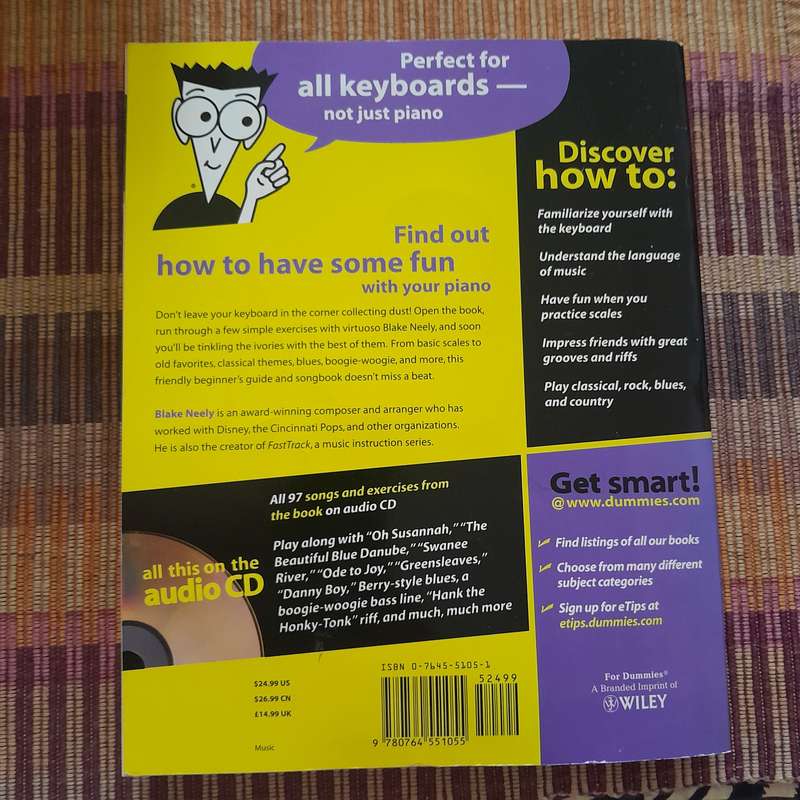 Perfect for
all keyboards —
not just piano
Find out
how to have some fun
with your piano
Don't leave your keyboard in the corner collecting dust! Open the book,
run through a few simple exercises with virtuoso Blake Neely, and soon
you'll be tinkling the ivories with the best of them. From basic scales to
old favorites, classical themes, blues, boogie-woogie, and more, this
friendly beginner's guide and songbook doesn't miss a beat.
Blake Neely is an award-winning composer and arranger who has
worked with Disney, the Cincinnati Pops, and other organizations.
He is also the creator of FastTrack, a music instruction series.
all this on the
audio CD
All 97 songs and exercises from
the book on audio CD
Play along with "Oh Susannah," "The
Beautiful Blue Danube," "Swanee
River," "Ode to Joy," "Greensleeves,"
"Danny Boy," Berry-style blues, a
boogie-woogie bass line, "Hank the
Honky-Tonk" riff, and much, much more
$24.99 US
$26.99 CN
£14.99 UK
Music
ISBN 0-7645-5105-1
52499
9 780764 551055
Discover
how to:
Familiarize yourself with
the keyboard
Understand the language
of music
Have fun when you
practice scales
Impress friends with great
grooves and riffs
Play classical, rock, blues,
and country
Get smart!
@www.dummies.com
Find listings of all our books
Choose from many different
subject categories
Sign up for eTips at
etips.dummies.com
For Dummies®
A Branded Imprint of
WILEY